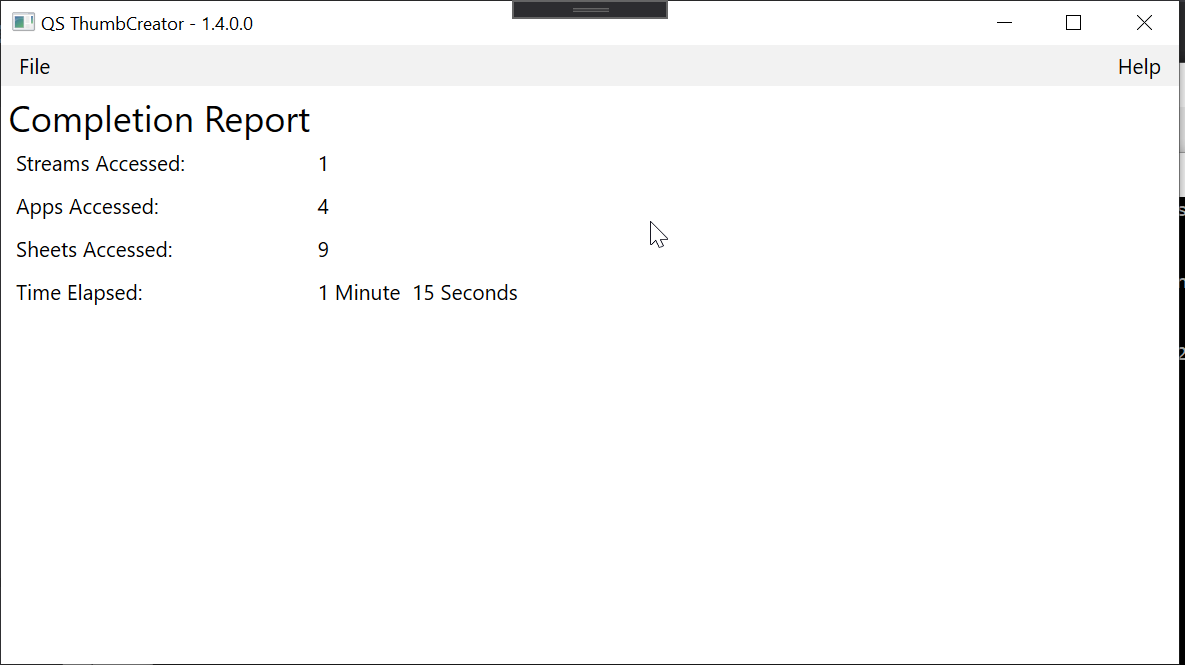 QS ThumbCreator - 1.4.0.0
File Help
Completion Report
Streams Accessed: 1
Apps Accessed: 4
Sheets Accessed: 9
Time Elapsed: 1 Minute 15 Seconds